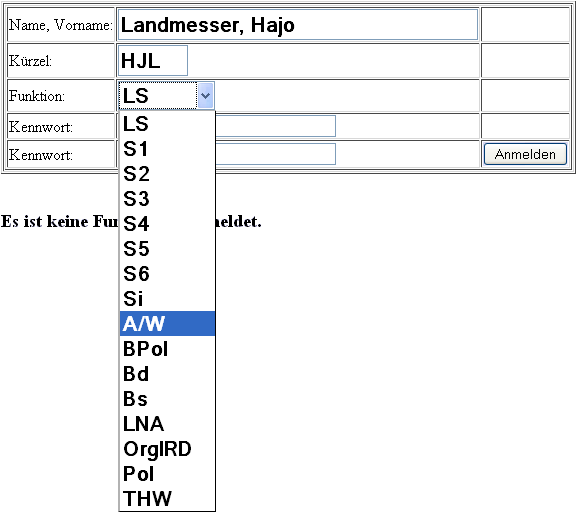 Name, Vorname: Landmesser, Hajo
Kürzel: HJL
Funktion: LS
LS
Kennwort:
S1
Kennwort: Anmelden
S2
S3
Es ist keine Fu meldet.
S4
S5
S6
Si
A/W
BPol
Bd
Bs
LNA
OrgIRD
Pol
THW